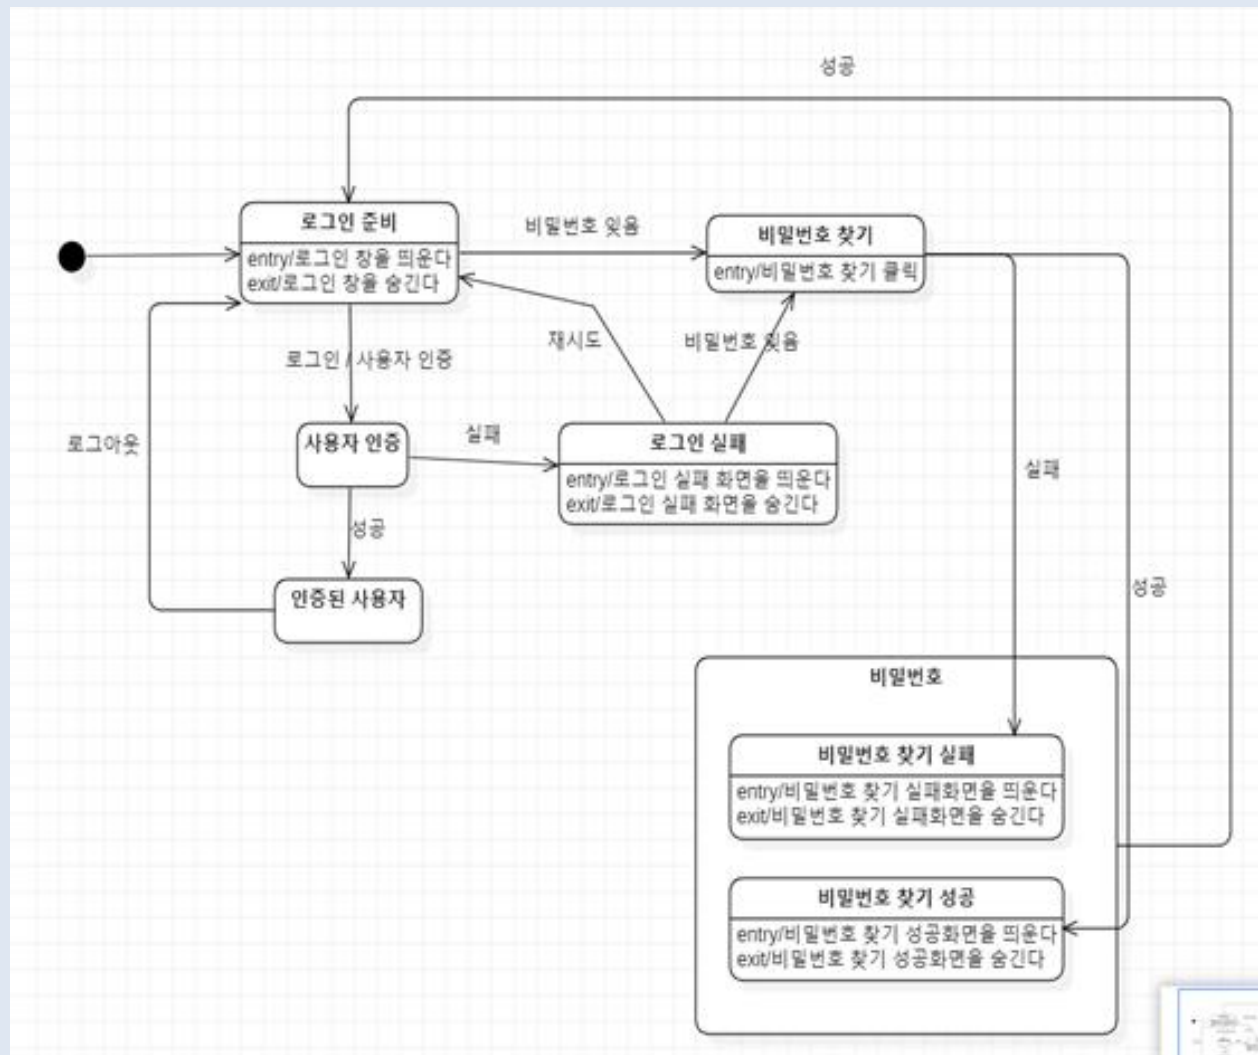 성공
로그인 준비
entry/로그인 창을 띄운다
exit/로그인 창을 숨긴다
비밀번호 잊음
비밀번호 찾기
entry/비밀번호 찾기 클릭
재시도
비밀번호 잊음
로그인 / 사용자 인증
로그아웃
사용자 인증
실패
로그인 실패
entry/로그인 실패 화면을 띄운다
exit/로그인 실패 화면을 숨긴다
실패
성공
인증된 사용자
성공
비밀번호
비밀번호 찾기 실패
entry/비밀번호 찾기 실패화면을 띄운다
exit/비밀번호 찾기 실패화면을 숨긴다
비밀번호 찾기 성공
entry/비밀번호 찾기 성공화면을 띄운다
exit/비밀번호 찾기 성공화면을 숨긴다